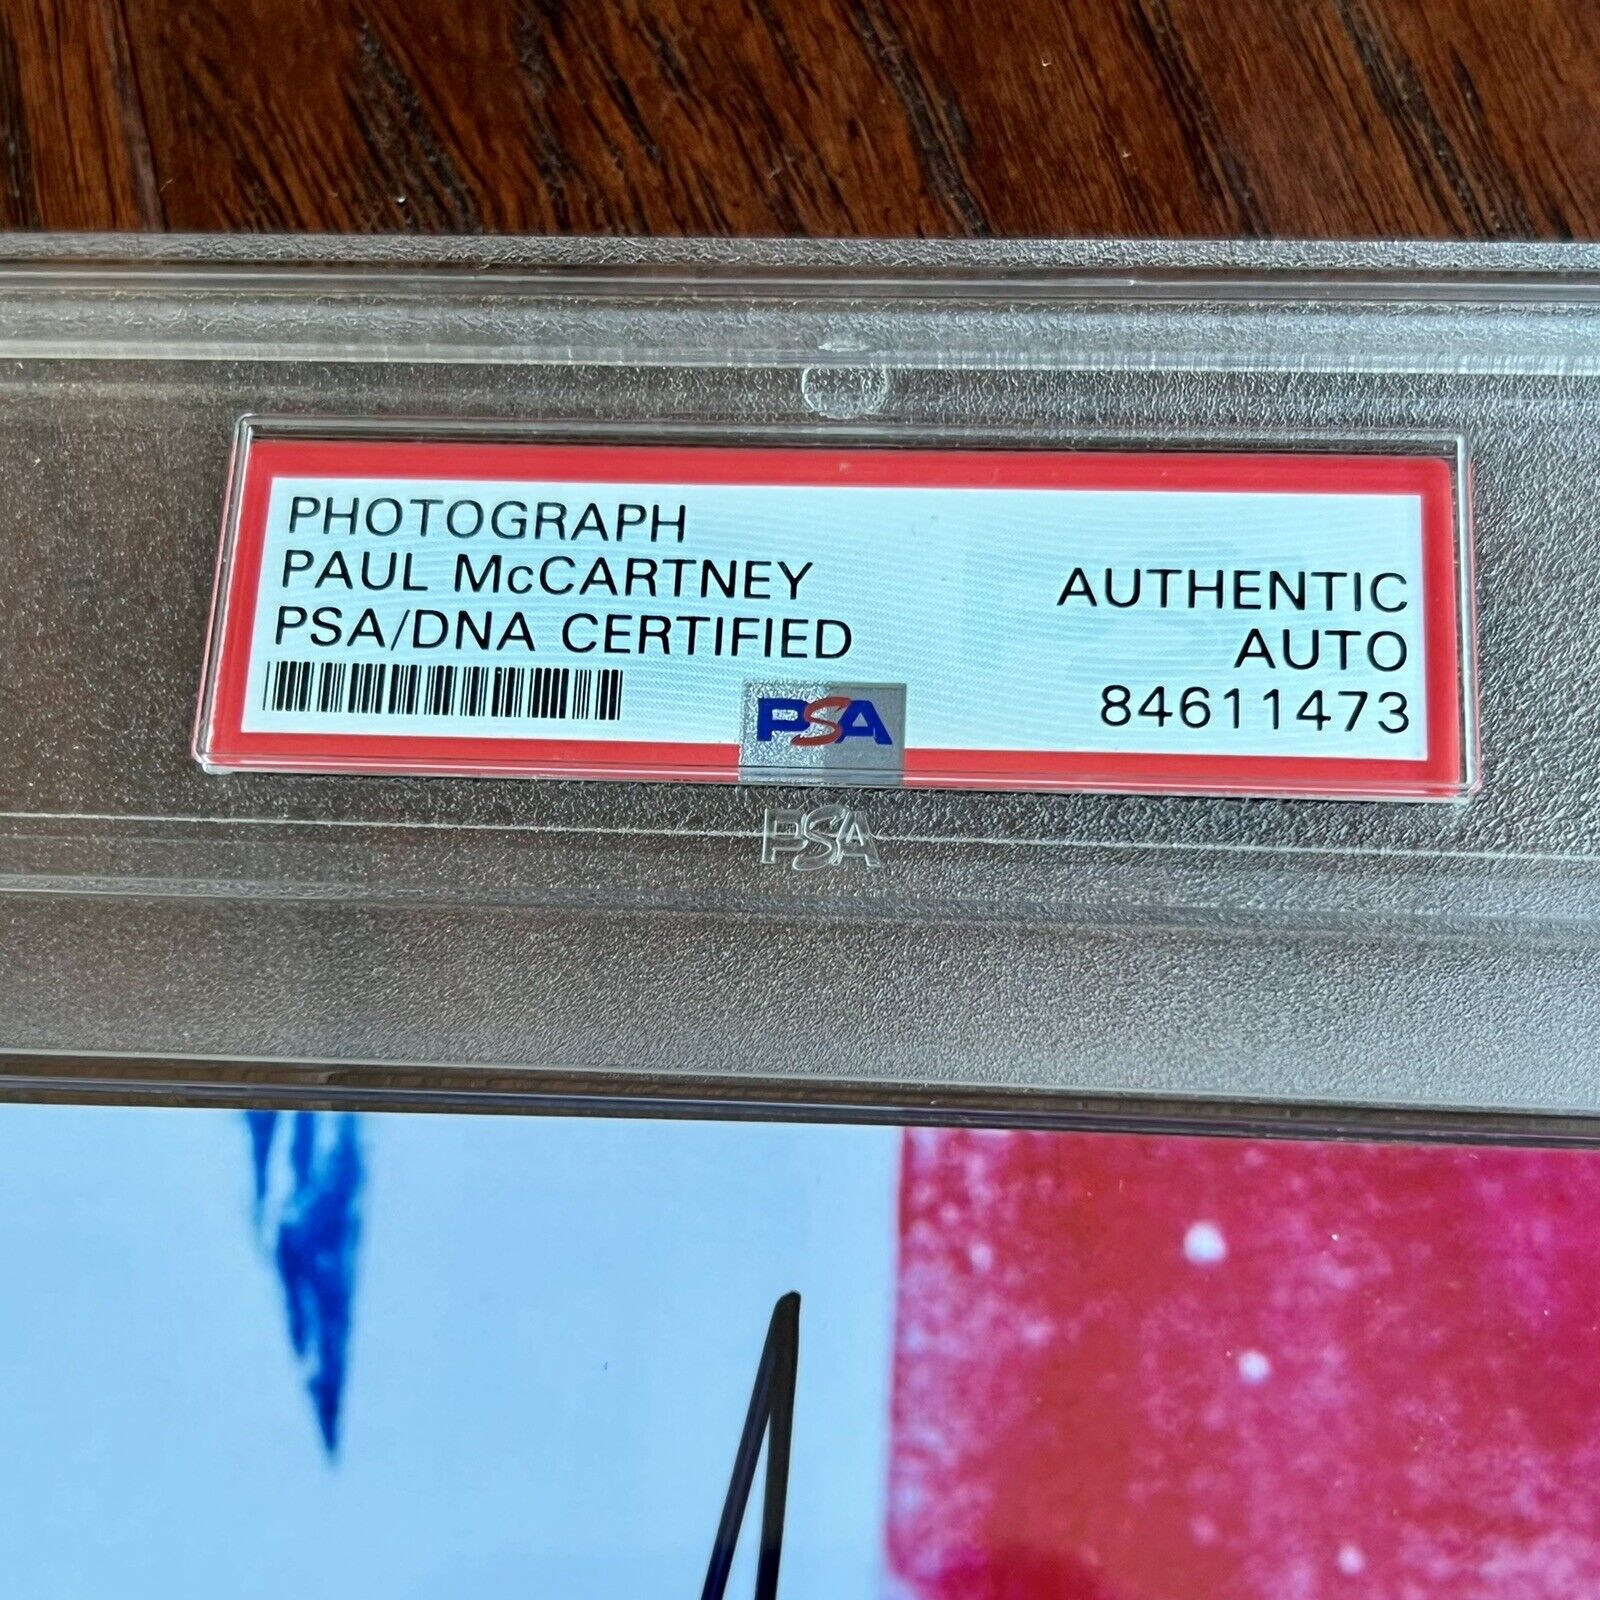 PHOTOGRAPH
PAUL McCARTNEY
PSA/DNA CERTIFIED
AUTHENTIC
AUTO
84611473
PSA
PSA